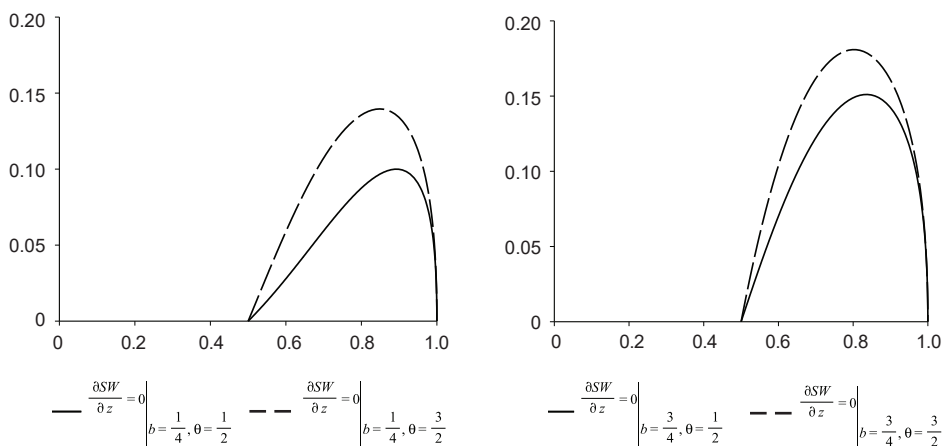 0.20
0.15
0.10
0.05
0
0 0.2 0.4 0.6 0.8 1.0
∂SW/∂z = 0 | b = 1/4, θ = 1/2
∂SW/∂z = 0 | b = 1/4, θ = 3/2
0.20
0.15
0.10
0.05
0
0 0.2 0.4 0.6 0.8 1.0
∂SW/∂z = 0 | b = 3/4, θ = 1/2
∂SW/∂z = 0 | b = 3/4, θ = 3/2